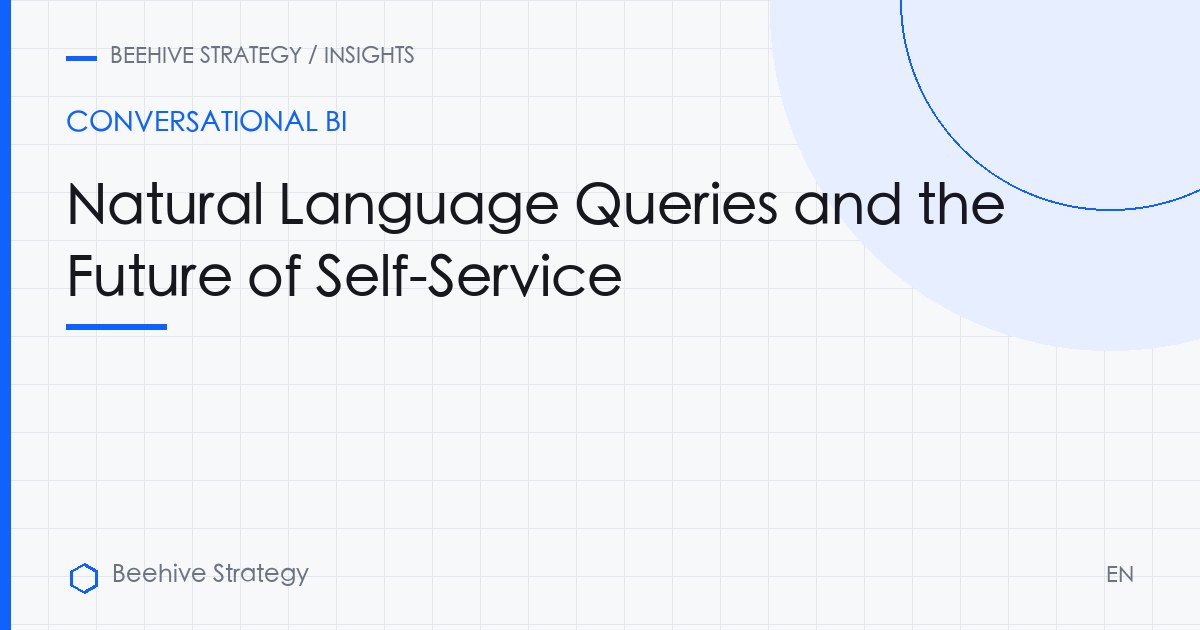 BEEHIVE STRATEGY / INSIGHTS
CONVERSATIONAL BI
Natural Language Queries and the
Future of Self-Service
Beehive Strategy
EN